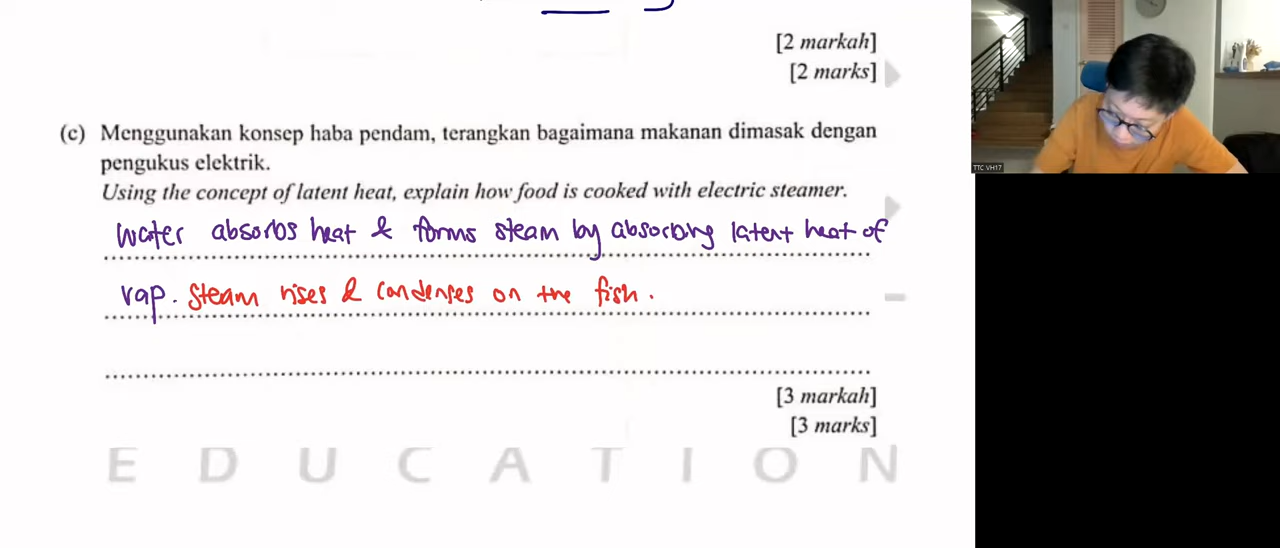 [2 markah]
[2 marks]
(c) Menggunakan konsep haba pendam, terangkan bagaimana makanan dimasak dengan
pengukus elektrik.
Using the concept of latent heat, explain how food is cooked with electric steamer.
Water absorbs heat & forms steam by absorbing latent heat of
vap. Steam rises & condenses on the fish.
[3 markah]
[3 marks]
EDUCATION
TTC VH17